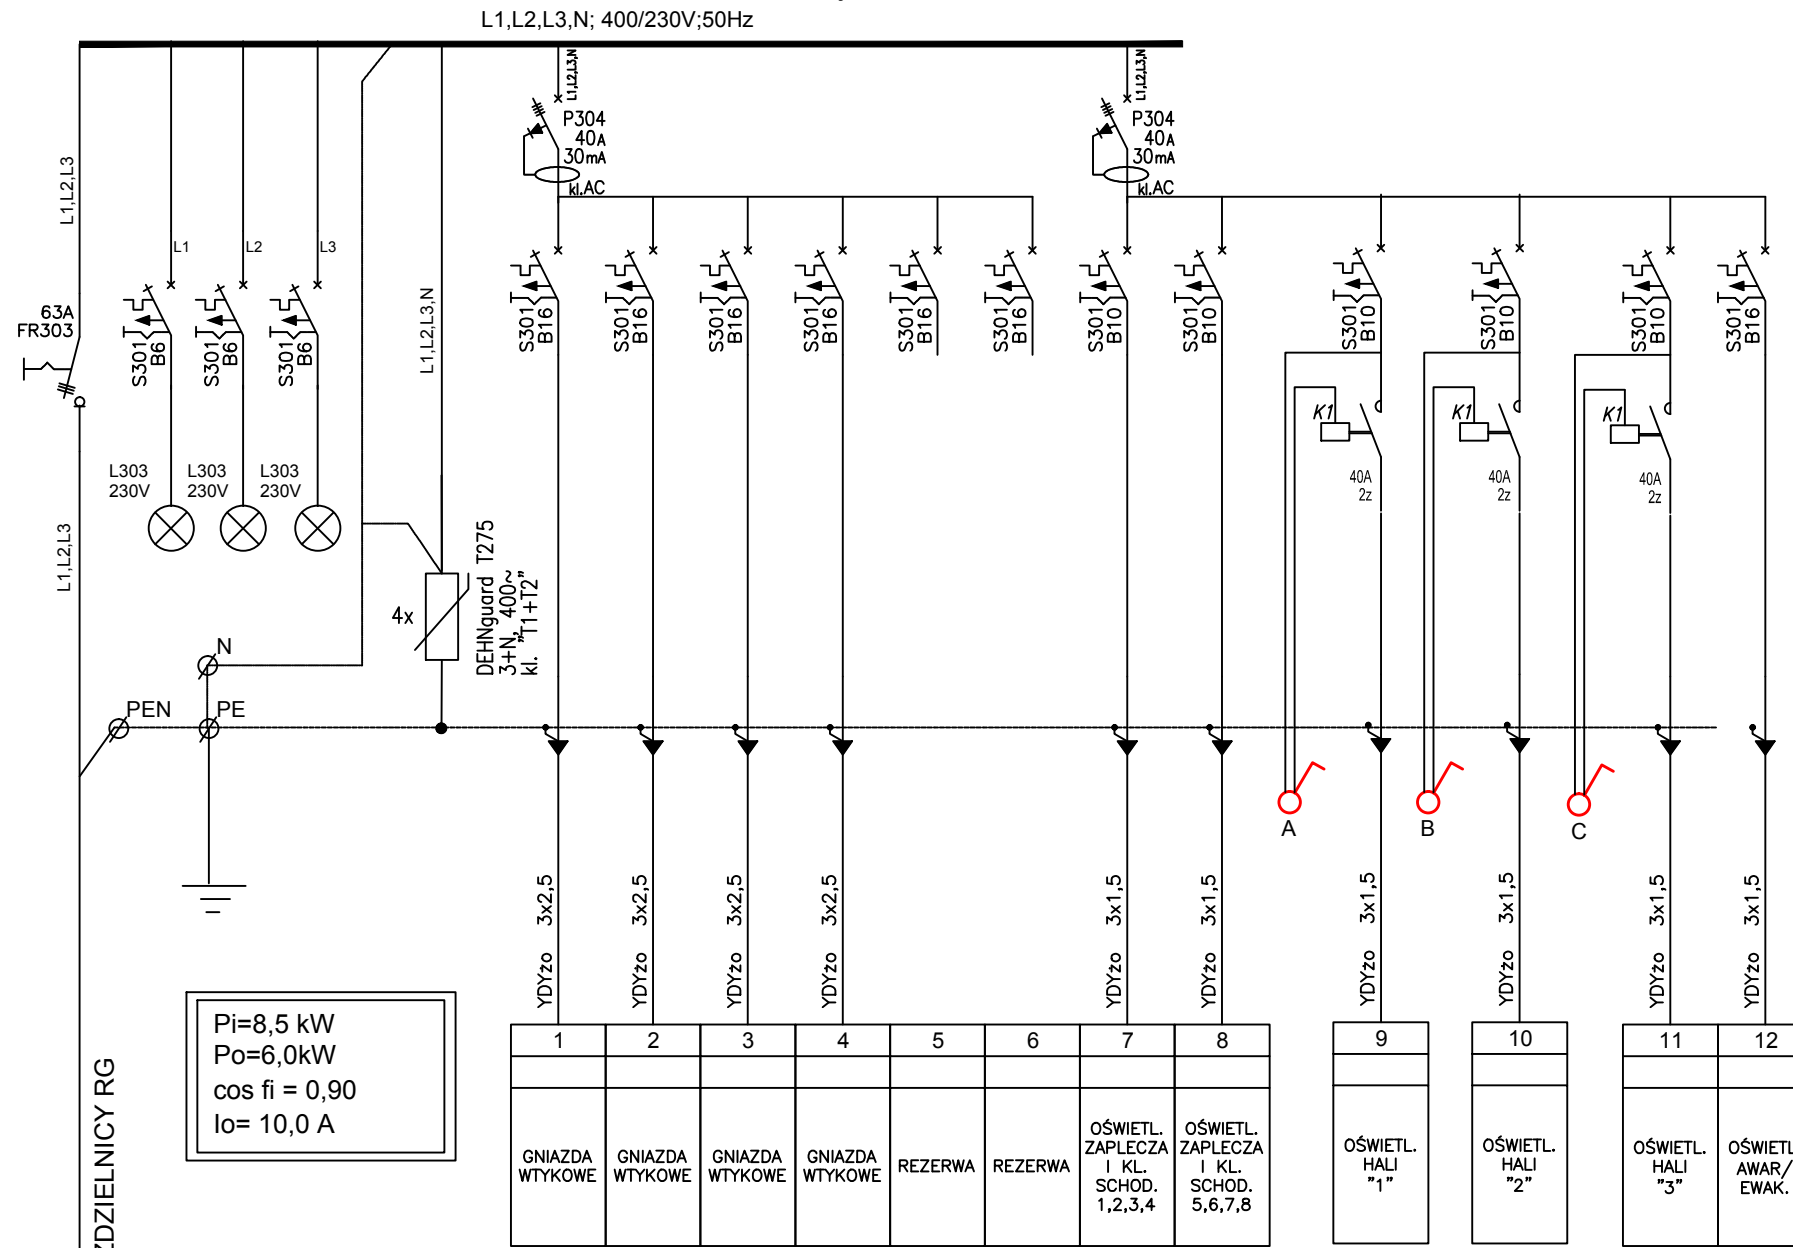 L1,L2,L3,N; 400/230V;50Hz
L1,L2,L3,N
L1,L2,L3,N
P304
40A
30mA
kl.AC
P304
40A
30mA
kl.AC
L1,L2,L3
L1
L2
L3
63A
FR303
L1,L2,L3,N
S301
B6
S301
B6
S301
B6
S301
B16
S301
B16
S301
B16
S301
B16
S301
B16
S301
B16
S301
B10
S301
B10
S301
B10
S301
B10
S301
B10
S301
B16
K1
K1
K1
40A
2z
40A
2z
40A
2z
L303
230V
L303
230V
L303
230V
L1,L2,L3
4x
DEHNguard T275
3+N, 400~
kl. "T1+T2"
N
PEN
PE
A
B
C
YDYżo 3x2,5
YDYżo 3x2,5
YDYżo 3x2,5
YDYżo 3x2,5
YDYżo 3x1,5
YDYżo 3x1,5
YDYżo 3x1,5
YDYżo 3x1,5
YDYżo 3x1,5
YDYżo 3x1,5
Pi=8,5 kW
Po=6,0kW
cos fi = 0,90
Io= 10,0 A
ZDZIELNICY RG
1
2
3
4
5
6
7
8
9
10
11
12
GNIAZDA
WTYKOWE
GNIAZDA
WTYKOWE
GNIAZDA
WTYKOWE
GNIAZDA
WTYKOWE
REZERWA
REZERWA
OŚWIETL.
ZAPLECZA
I KL.
SCHOD.
1,2,3,4
OŚWIETL.
ZAPLECZA
I KL.
SCHOD.
5,6,7,8
OŚWIETL.
HALI
"1"
OŚWIETL.
HALI
"2"
OŚWIETL.
HALI
"3"
OŚWIETL
AWAR/
EWAK.